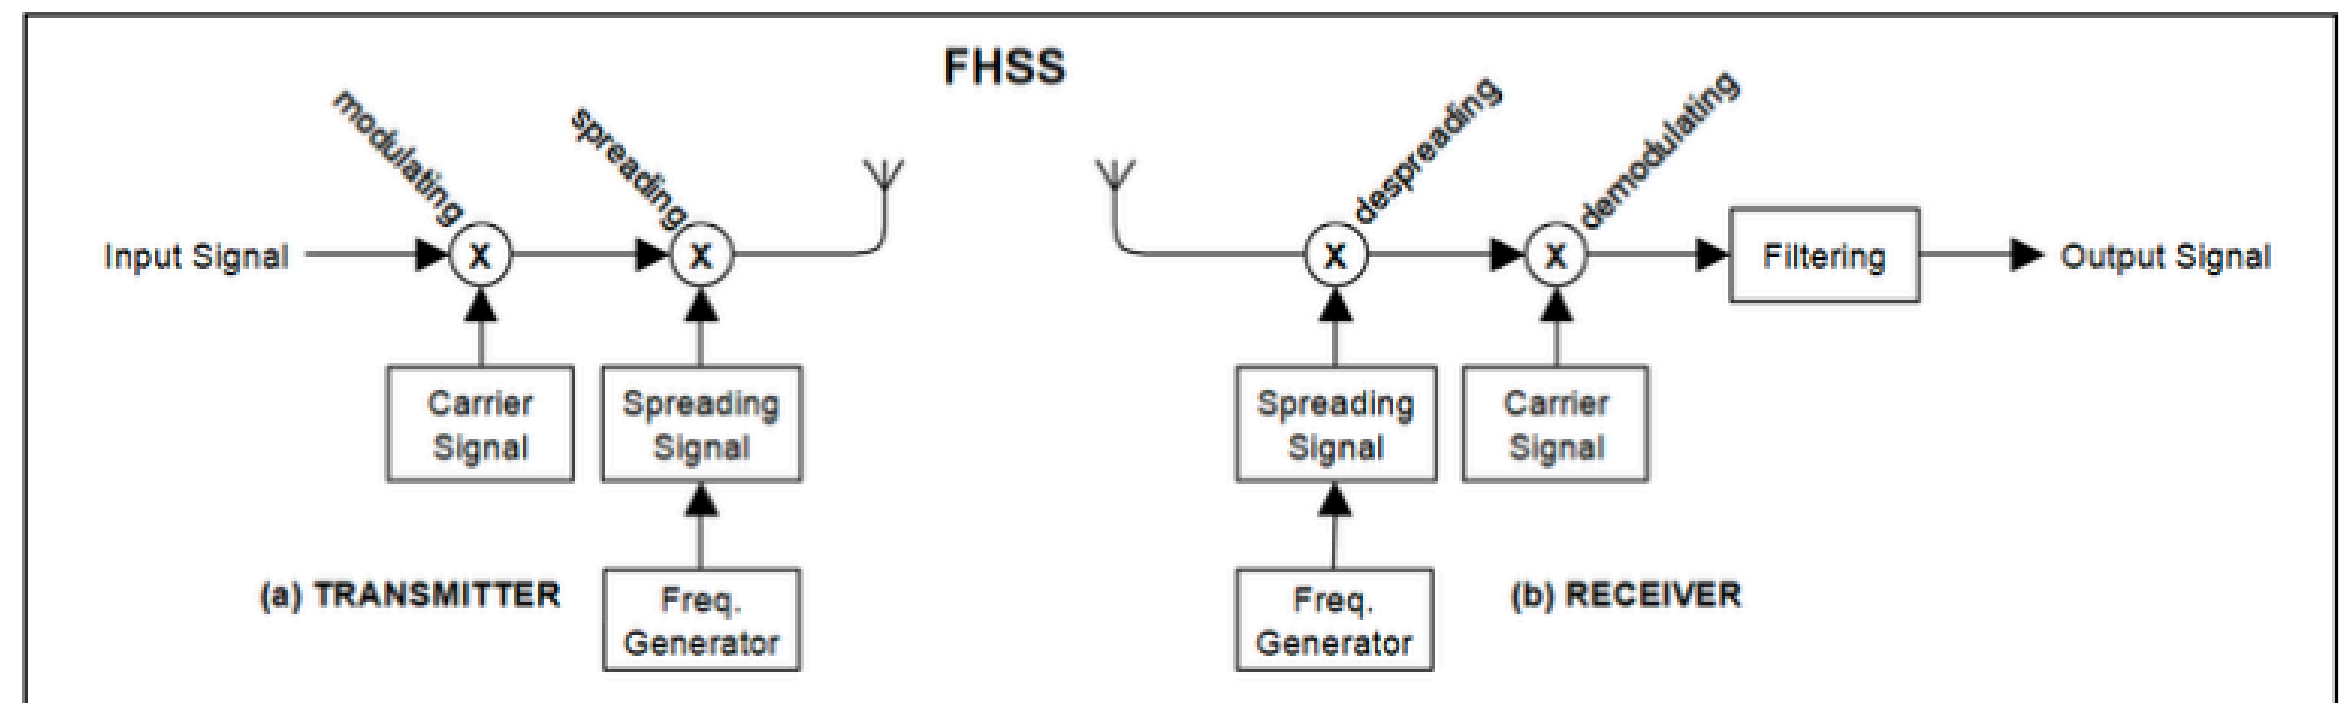 FHSS
modulating
spreading
despreading
demodulating
Input Signal
X
X
X
X
Filtering
Output Signal
Carrier
Signal
Spreading
Signal
Spreading
Signal
Carrier
Signal
(a) TRANSMITTER
Freq.
Generator
Freq.
Generator
(b) RECEIVER